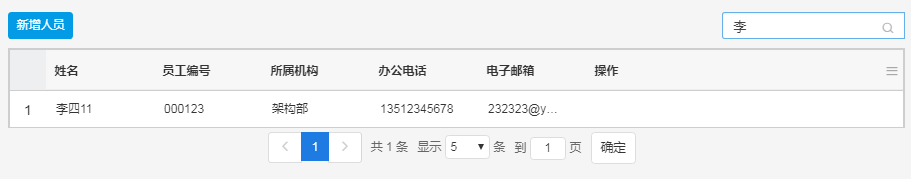 新增人员 李
姓名 员工编号 所属机构 办公电话 电子邮箱 操作
1 李四11 000123 架构部 13512345678 232323@y...
1 共 1 条 显示 5 条 到 1 页 确定